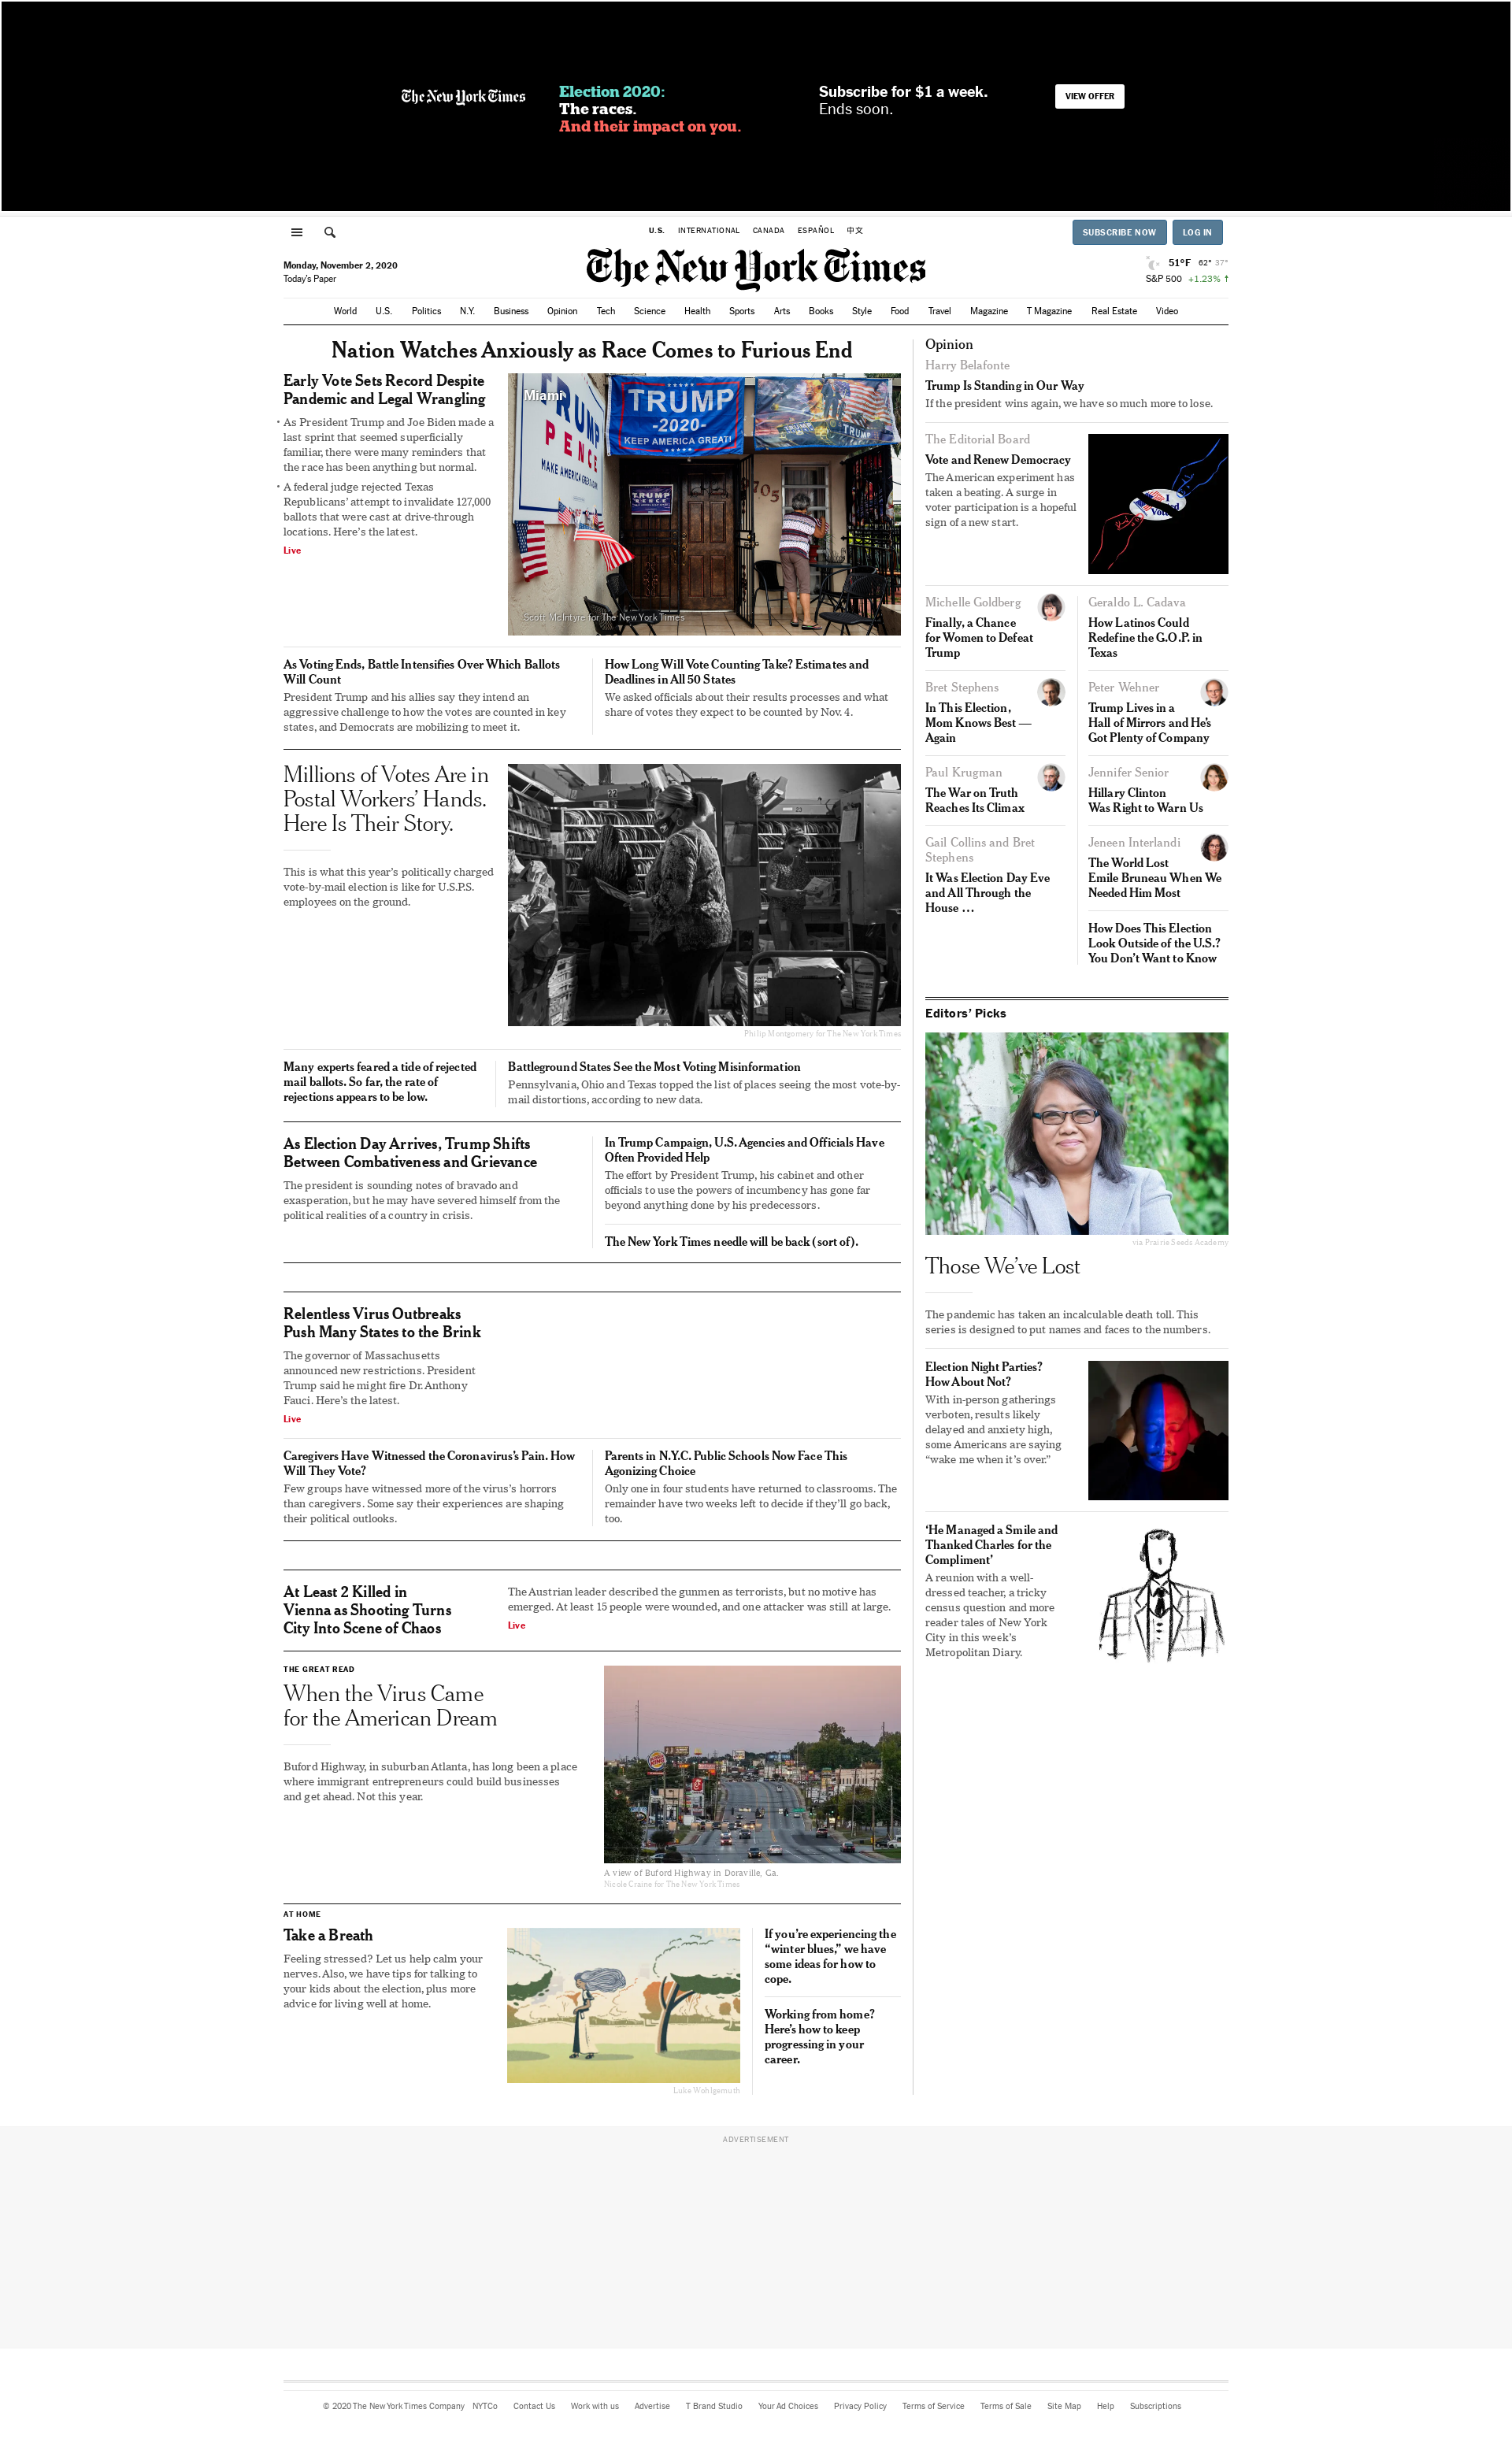 The New York Times
Election 2020:
The races.
And their impact on you.
Subscribe for $1 a week.
Ends soon.
VIEW OFFER
U.S. INTERNATIONAL CANADA ESPAÑOL 中文
SUBSCRIBE NOW LOG IN
Monday, November 2, 2020
Today's Paper
The New York Times
51°F 62° 37°
S&P 500 +1.23% ↑
World U.S. Politics N.Y. Business Opinion Tech Science Health Sports Arts Books Style Food Travel Magazine T Magazine Real Estate Video
Nation Watches Anxiously as Race Comes to Furious End
Early Vote Sets Record Despite
Pandemic and Legal Wrangling
• As President Trump and Joe Biden made a
last sprint that seemed superficially
familiar, there were many reminders that
the race has been anything but normal.
• A federal judge rejected Texas
Republicans' attempt to invalidate 127,000
ballots that were cast at drive-through
locations. Here's the latest.
Live
Miami
TRUMP
PENCE
MAKE AMERICA GREAT
TRUMP
-2020-
KEEP AMERICA GREAT!
TRUMP
TRUMP
PENCE
105
Scott McIntyre for The New York Times
As Voting Ends, Battle Intensifies Over Which Ballots
Will Count
President Trump and his allies say they intend an
aggressive challenge to how the votes are counted in key
states, and Democrats are mobilizing to meet it.
How Long Will Vote Counting Take? Estimates and
Deadlines in All 50 States
We asked officials about their results processes and what
share of votes they expect to be counted by Nov. 4.
Millions of Votes Are in
Postal Workers' Hands.
Here Is Their Story.
This is what this year's politically charged
vote-by-mail election is like for U.S.P.S.
employees on the ground.
Philip Montgomery for The New York Times
Many experts feared a tide of rejected
mail ballots. So far, the rate of
rejections appears to be low.
Battleground States See the Most Voting Misinformation
Pennsylvania, Ohio and Texas topped the list of places seeing the most vote-by-
mail distortions, according to new data.
As Election Day Arrives, Trump Shifts
Between Combativeness and Grievance
The president is sounding notes of bravado and
exasperation, but he may have severed himself from the
political realities of a country in crisis.
In Trump Campaign, U.S. Agencies and Officials Have
Often Provided Help
The effort by President Trump, his cabinet and other
officials to use the powers of incumbency has gone far
beyond anything done by his predecessors.
The New York Times needle will be back (sort of).
Relentless Virus Outbreaks
Push Many States to the Brink
The governor of Massachusetts
announced new restrictions. President
Trump said he might fire Dr. Anthony
Fauci. Here's the latest.
Live
Caregivers Have Witnessed the Coronavirus's Pain. How
Will They Vote?
Few groups have witnessed more of the virus's horrors
than caregivers. Some say their experiences are shaping
their political outlooks.
Parents in N.Y.C. Public Schools Now Face This
Agonizing Choice
Only one in four students have returned to classrooms. The
remainder have two weeks left to decide if they'll go back,
too.
At Least 2 Killed in
Vienna as Shooting Turns
City Into Scene of Chaos
The Austrian leader described the gunmen as terrorists, but no motive has
emerged. At least 15 people were wounded, and one attacker was still at large.
Live
THE GREAT READ
When the Virus Came
for the American Dream
Buford Highway, in suburban Atlanta, has long been a place
where immigrant entrepreneurs could build businesses
and get ahead. Not this year.
A view of Buford Highway in Doraville, Ga.
Nicole Craine for The New York Times
AT HOME
Take a Breath
Feeling stressed? Let us help calm your
nerves. Also, we have tips for talking to
your kids about the election, plus more
advice for living well at home.
Luke Wohlgemuth
If you're experiencing the
“winter blues,” we have
some ideas for how to
cope.
Working from home?
Here's how to keep
progressing in your
career.
Opinion
Harry Belafonte
Trump Is Standing in Our Way
If the president wins again, we have so much more to lose.
The Editorial Board
Vote and Renew Democracy
The American experiment has
taken a beating. A surge in
voter participation is a hopeful
sign of a new start.
I
Voted
Michelle Goldberg
Finally, a Chance
for Women to Defeat
Trump
Bret Stephens
In This Election,
Mom Knows Best —
Again
Paul Krugman
The War on Truth
Reaches Its Climax
Gail Collins and Bret
Stephens
It Was Election Day Eve
and All Through the
House …
Geraldo L. Cadava
How Latinos Could
Redefine the G.O.P. in
Texas
Peter Wehner
Trump Lives in a
Hall of Mirrors and He's
Got Plenty of Company
Jennifer Senior
Hillary Clinton
Was Right to Warn Us
Jeneen Interlandi
The World Lost
Emile Bruneau When We
Needed Him Most
How Does This Election
Look Outside of the U.S.?
You Don't Want to Know
Editors' Picks
via Prairie Seeds Academy
Those We've Lost
The pandemic has taken an incalculable death toll. This
series is designed to put names and faces to the numbers.
Election Night Parties?
How About Not?
With in-person gatherings
verboten, results likely
delayed and anxiety high,
some Americans are saying
“wake me when it's over.”
‘He Managed a Smile and
Thanked Charles for the
Compliment’
A reunion with a well-
dressed teacher, a tricky
census question and more
reader tales of New York
City in this week's
Metropolitan Diary.
ADVERTISEMENT
© 2020 The New York Times Company NYTCo Contact Us Work with us Advertise T Brand Studio Your Ad Choices Privacy Policy Terms of Service Terms of Sale Site Map Help Subscriptions